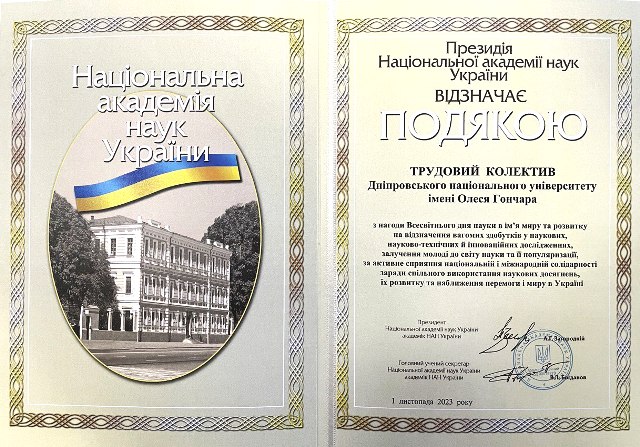 Національна
академія
наук
України
Президія
Національної академії наук
України
ВІДЗНАЧАЄ
ПОДЯКОЮ
ТРУДОВИЙ КОЛЕКТИВ
Дніпровського національного університету
імені Олеся Гончара
з нагоди Всесвітнього дня науки в ім'я миру та розвитку
на відзначення вагомих здобутків у наукових,
науково-технічних й інноваційних дослідженнях,
залучення молоді до світу науки та її популяризації,
за активне сприяння національній і міжнародній солідарності
заради спільного використання наукових досягнень,
їх розвитку та наближення перемоги і миру в Україні
Президент
Національної академії наук України
академік НАН України
А.Г.Загородній
Головний учений секретар
Національної академії наук України
академік НАН України
В.Л.Богданов
1 листопада 2023 року